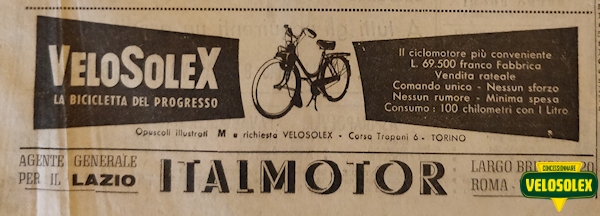 VELOSOLEX
LA BICICLETTA DEL PROGRESSO
Il ciclomotore più conveniente
L. 69.500 franco Fabbrica
Vendita rateale
Comando unico - Nessun sforzo
Nessun rumore - Minima spesa
Consumo : 100 chilometri con 1 Litro
Opuscoli illustrati M a richiesta VELOSOLEX - Corso Trapani 6 - TORINO
AGENTE GENERALE
PER IL LAZIO
ITALMOTOR
LARGO 20
ROMA -
CONCESSIONNAIRE
VELOSOLEX